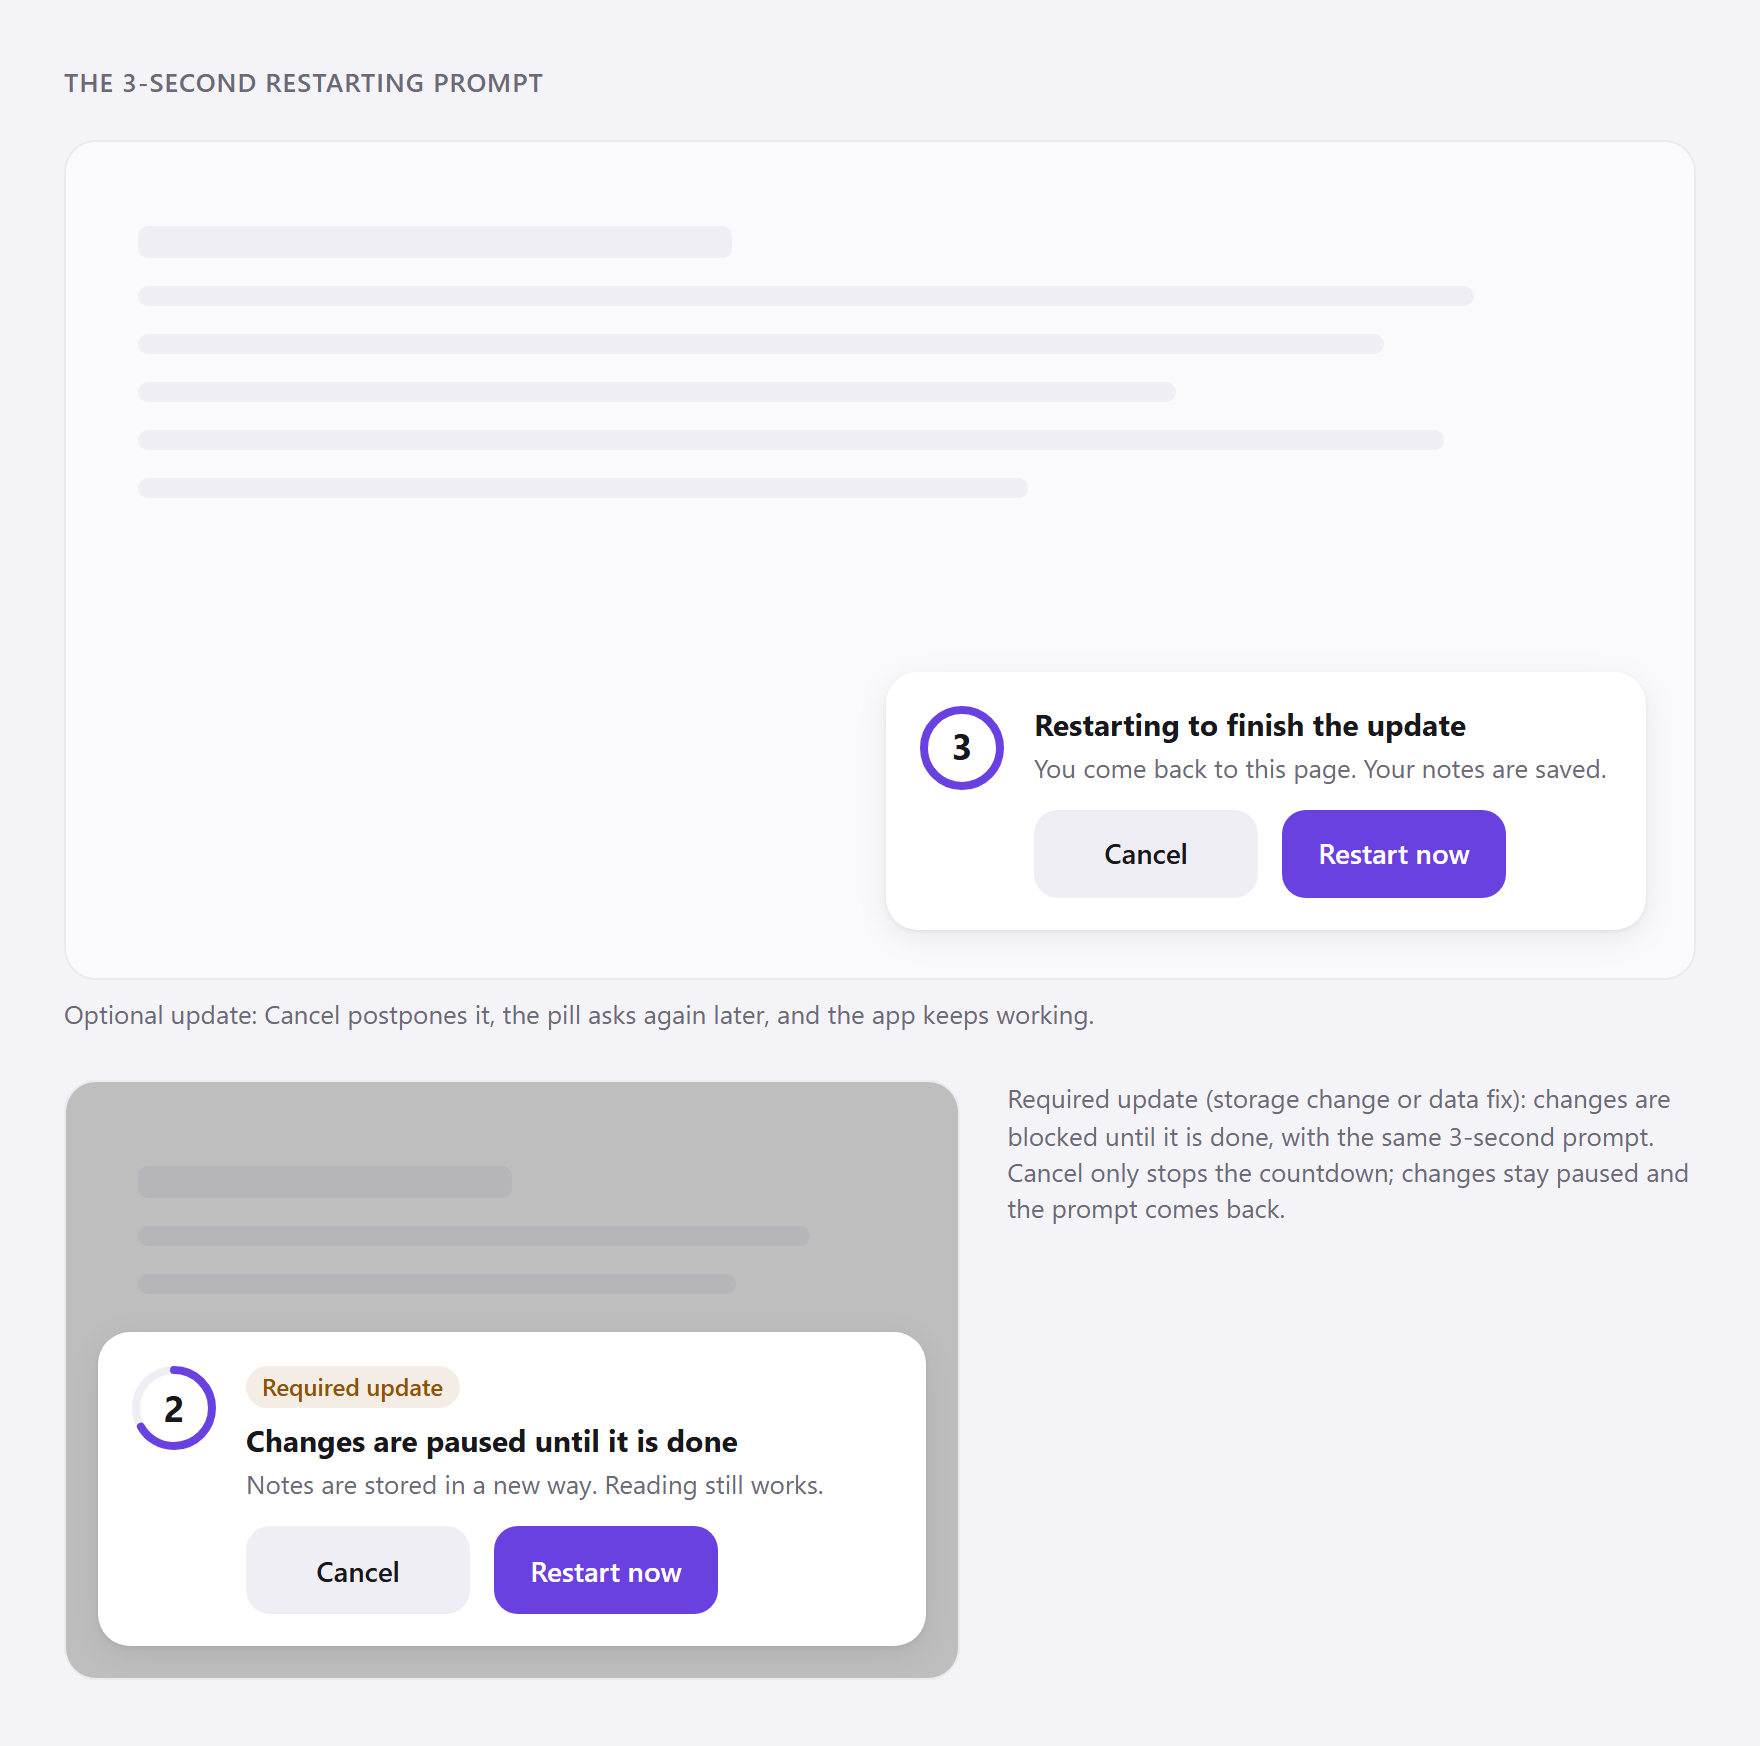 THE 3-SECOND RESTARTING PROMPT
3
Restarting to finish the update
You come back to this page. Your notes are saved.
Cancel
Restart now
Optional update: Cancel postpones it, the pill asks again later, and the app keeps working.
Required update (storage change or data fix): changes are
blocked until it is done, with the same 3-second prompt.
Cancel only stops the countdown; changes stay paused and
the prompt comes back.
2
Required update
Changes are paused until it is done
Notes are stored in a new way. Reading still works.
Cancel
Restart now